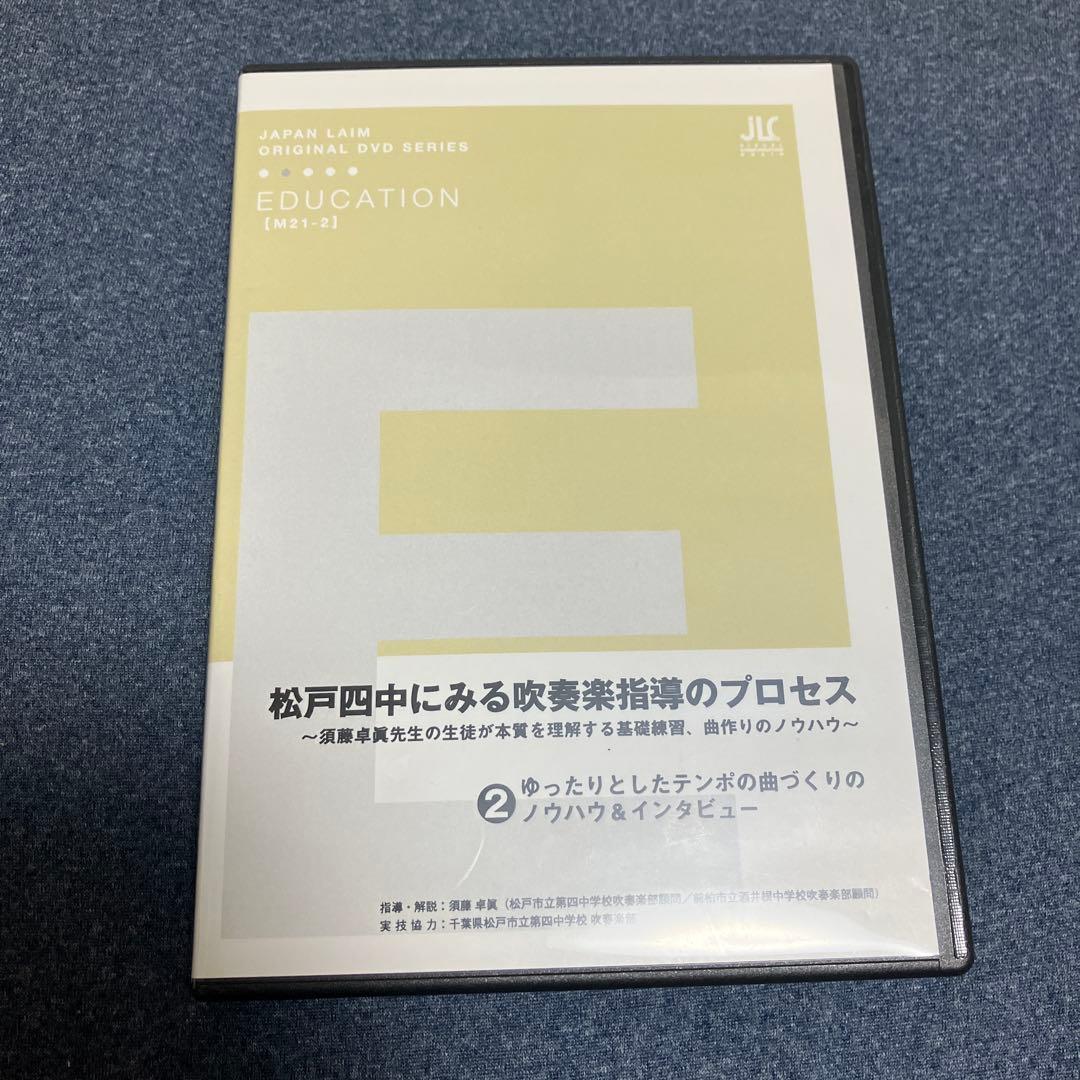 JAPAN LAIM
ORIGINAL DVD SERIES
JLC
EDUCATION
【M21-2】
松戸四中にみる吹奏楽指導のプロセス
～須藤卓眞先生の生徒が本質を理解する基礎練習、曲作りのノウハウ～
②ゆったりとしたテンポの曲づくりの
ノウハウ＆インタビュー
指導・解説：須藤 卓眞（松戸市立第四中学校吹奏楽部顧問／前柏市立酒井根中学校吹奏楽部顧問）
実技協力：千葉県松戸市立第四中学校 吹奏楽部